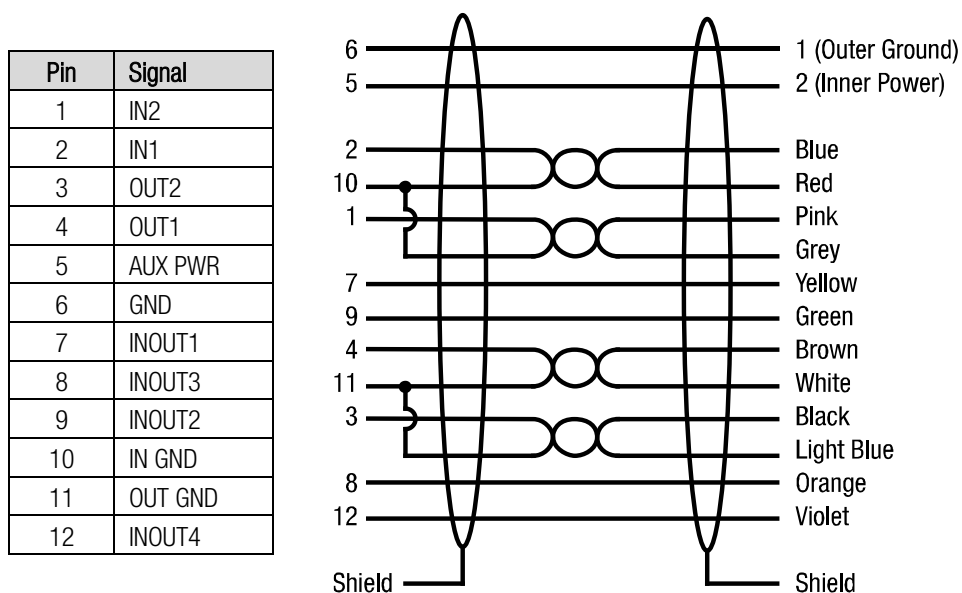 Pin Signal
1 IN2
2 IN1
3 OUT2
4 OUT1
5 AUX PWR
6 GND
7 INOUT1
8 INOUT3
9 INOUT2
10 IN GND
11 OUT GND
12 INOUT4
6 1 (Outer Ground)
5 2 (Inner Power)
2 Blue
10 Red
1 Pink
Grey
7 Yellow
9 Green
4 Brown
11 White
3 Black
Light Blue
8 Orange
12 Violet
Shield Shield